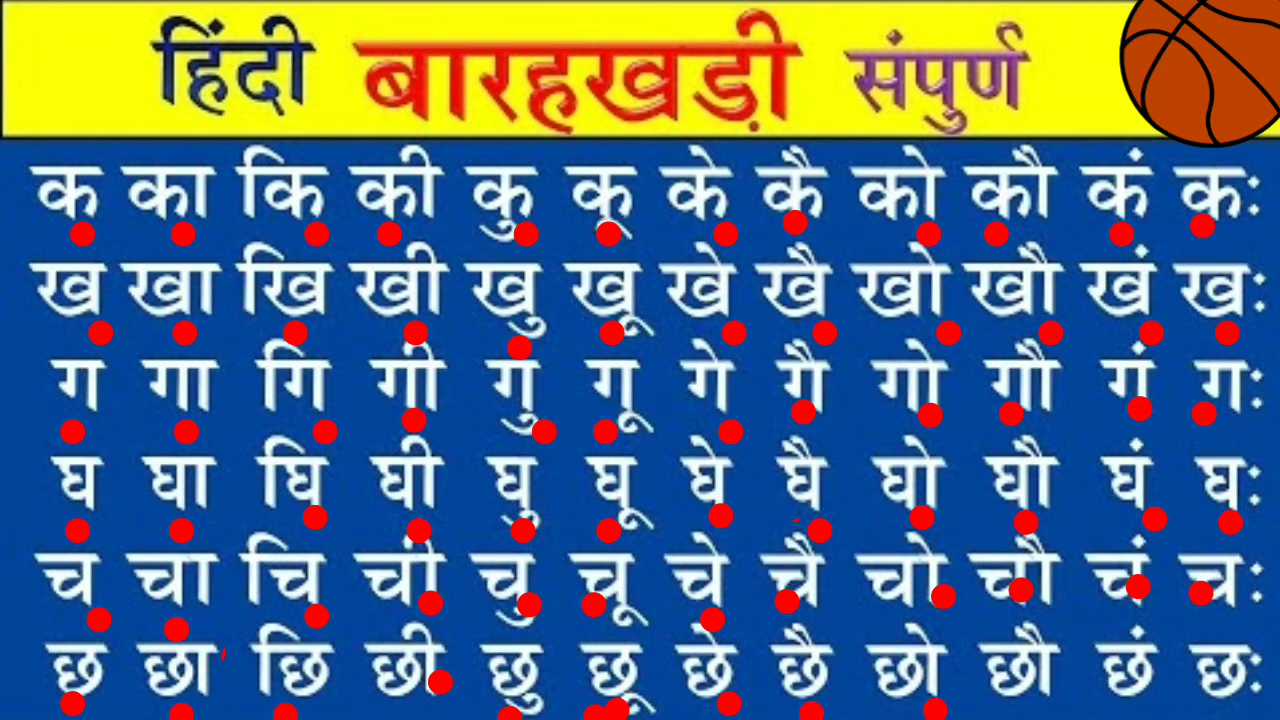 हिंदी बारहखड़ी संपुर्ण
क का कि की कु कू के कै को कौ कं कः
ख खा खि खी खु खू खे खै खो खौ खं खः
ग गा गि गी गु गू गे गै गो गौ गं गः
घ घा घि घी घु घू घे घै घो घौ घं घः
च चा चि ची चु चू चे चै चो चौ चं चः
छ छा छि छी छु छू छे छै छो छौ छं छः